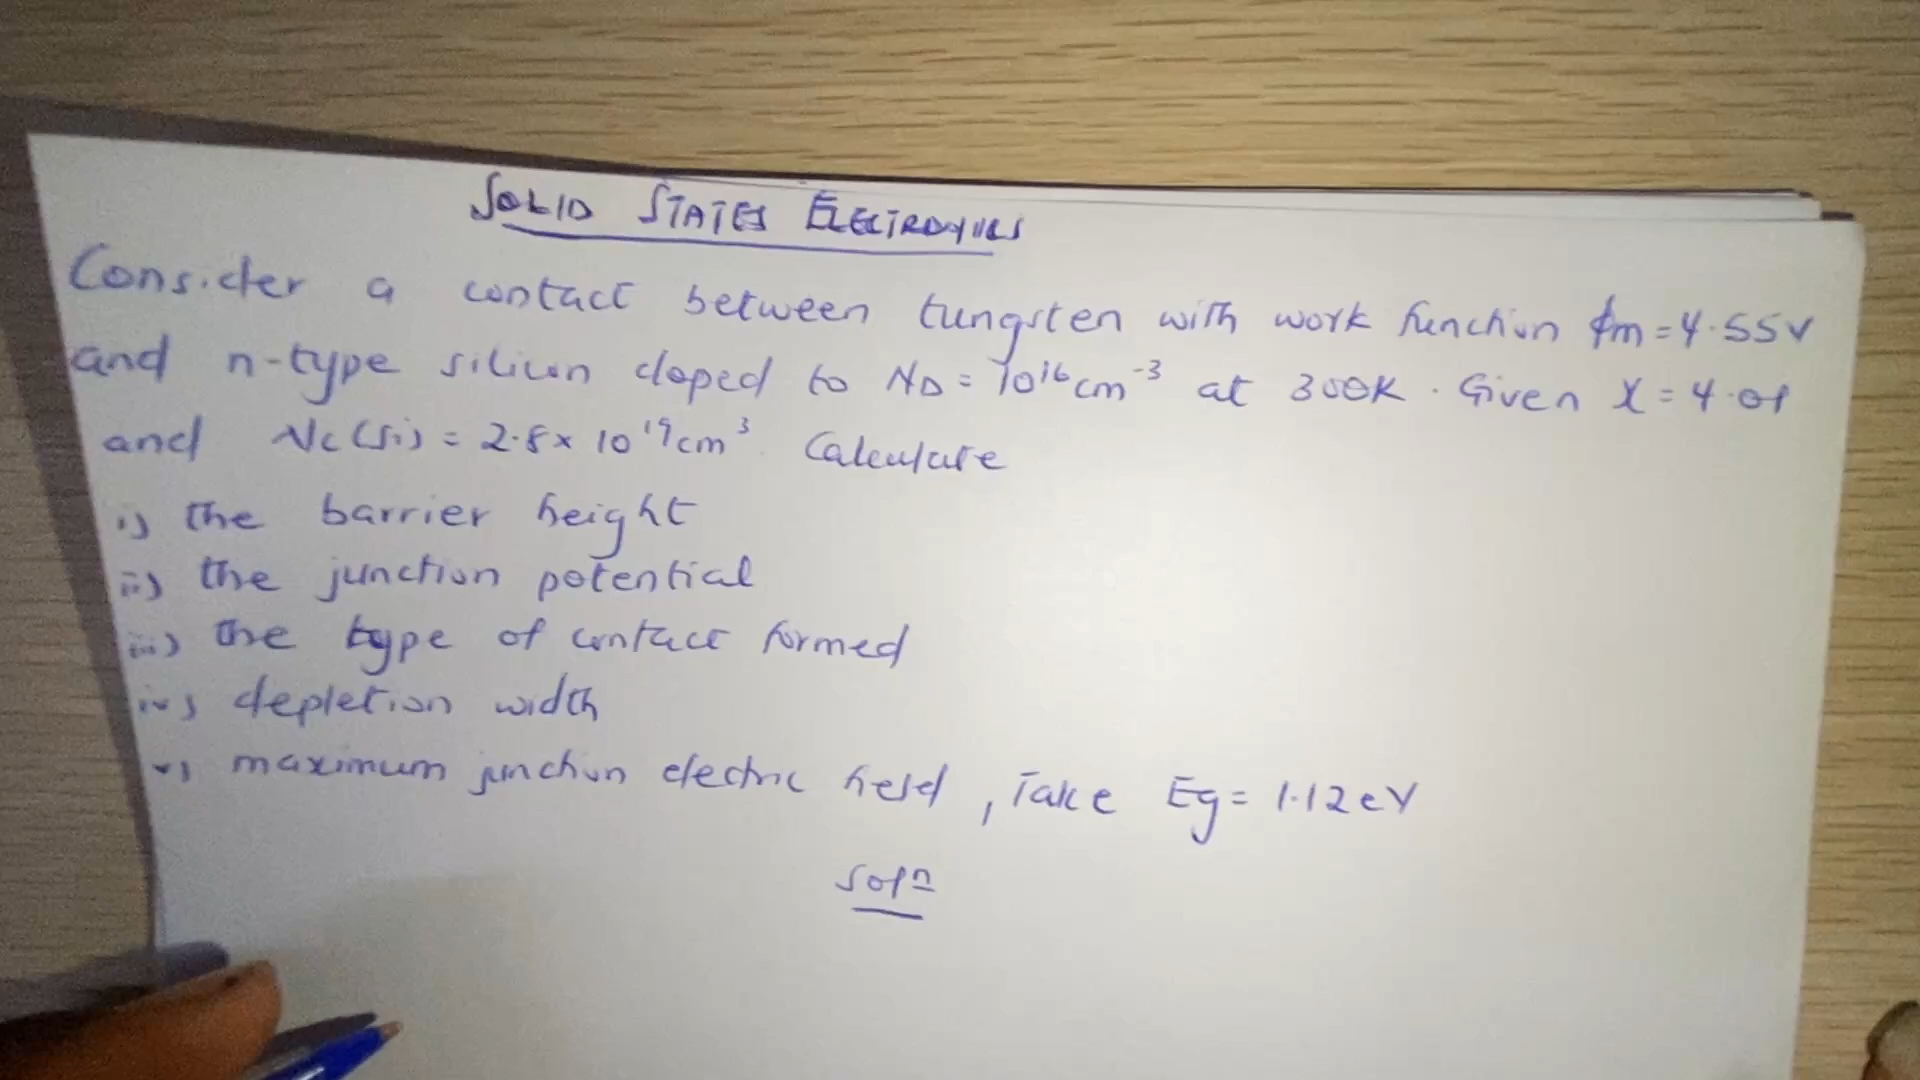 SOLID STATES ELECTRONICS
Consider a contact between tungsten with work function ϕm = 4.55V
and n-type silicon doped to ND = 10¹⁶cm⁻³ at 300K. Given X = 4.01
and Nc(Si) = 2.8 x 10¹⁹cm³. Calculate
i) the barrier height
ii) the junction potential
iii) the type of contact formed
iv) depletion width
v) maximum junction electric field, Take Eg = 1.12eV
Solⁿ